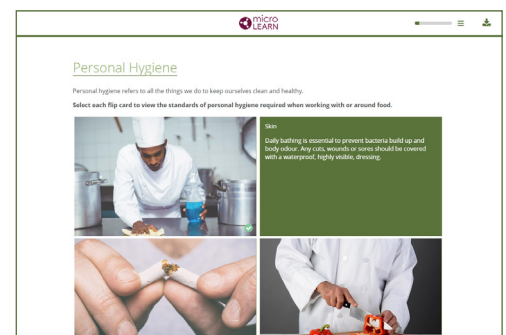 micro
LEARN
Personal Hygiene
Personal hygiene refers to all the things we do to keep ourselves clean and healthy.
Select each flip card to view the standards of personal hygiene required when working with or around food.
Skin
Daily bathing is essential to prevent bacteria build up and
body odour. Any cuts, wounds or sores should be covered
with a waterproof, highly visible, dressing.